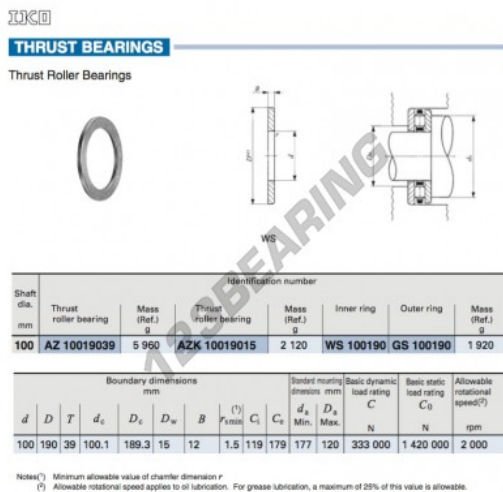 IKO
THRUST BEARINGS
Thrust Roller Bearings
B
r
D
d
Da
da
WS
123BEARING
Identification number
Shaft dia. mm
Thrust roller bearing
Mass (Ref.) g
Thrust roller bearing
Mass (Ref.) g
Inner ring
Outer ring
Mass (Ref.) g
100 AZ 10019039 5 960 AZK 10019015 2 120 WS 100190 GS 100190 1 920
Boundary dimensions mm
Standard mounting dimensions mm
Basic dynamic load rating C N
Basic static load rating C0 N
Allowable rotational speed(2) rpm
d D T dc Dc Dw B rs min(1) Ci Ce da Min. Da Max.
100 190 39 100.1 189.3 15 12 1.5 119 179 177 120 333 000 1 420 000 2 000
Notes(1) Minimum allowable value of chamfer dimension r
(2) Allowable rotational speed applies to oil lubrication. For grease lubrication, a maximum of 25% of this value is allowable.